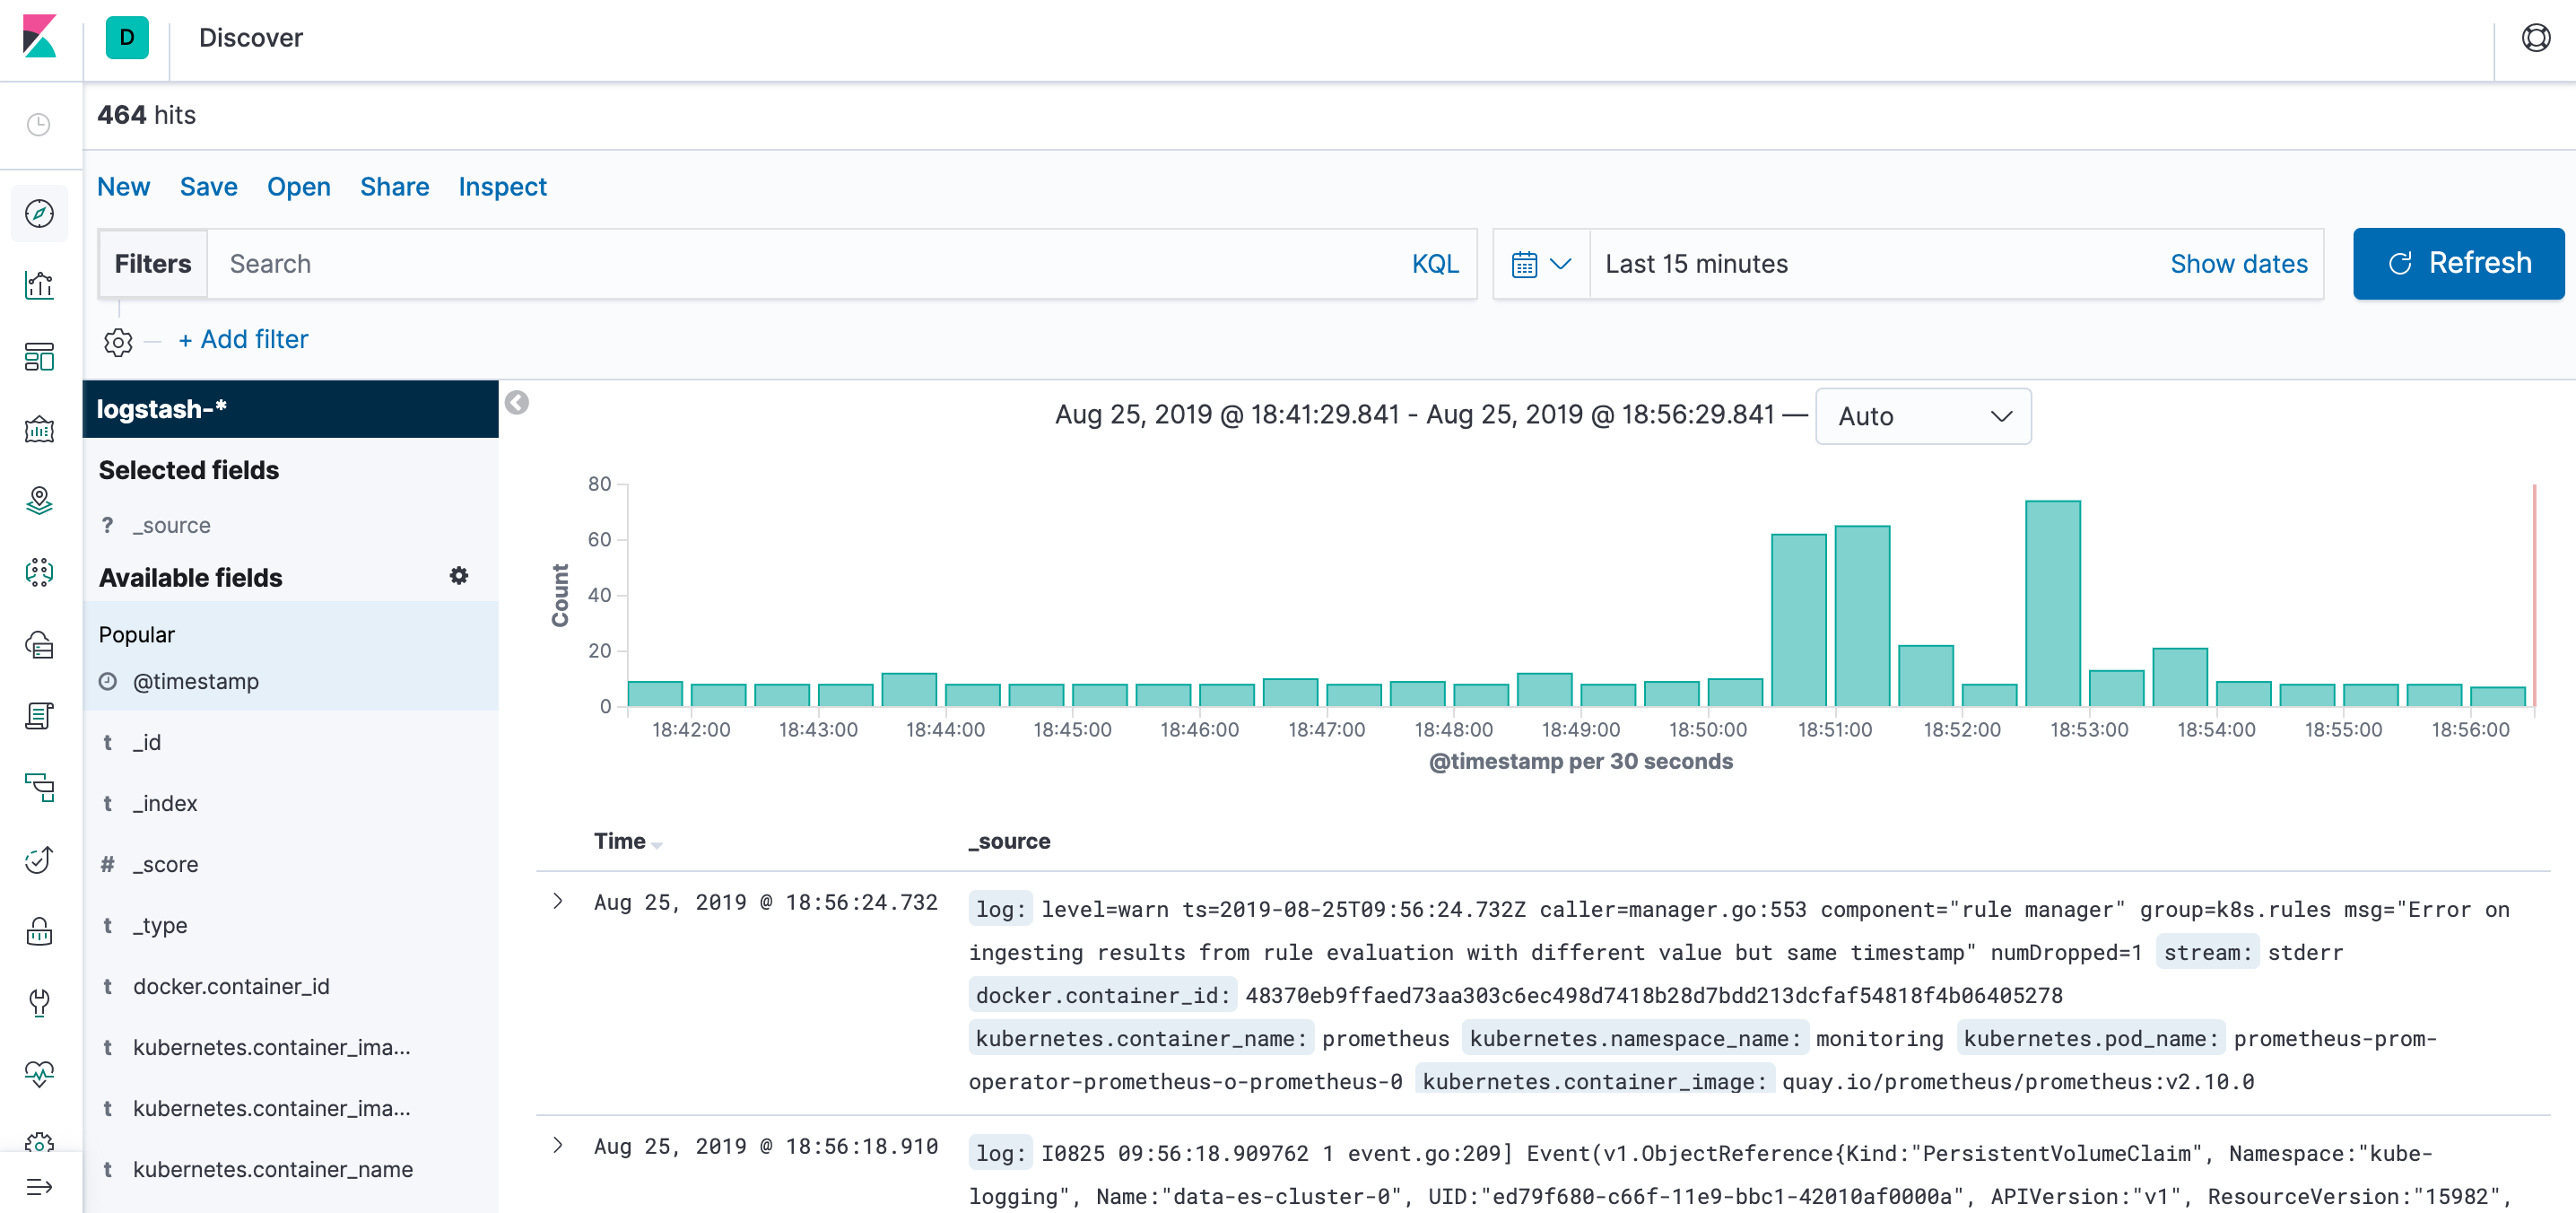 D Discover
464 hits
New Save Open Share Inspect
Filters Search KQL Last 15 minutes Show dates Refresh
+ Add filter
logstash-*
Selected fields
? _source
Available fields
Popular
@timestamp
t _id
t _index
# _score
t _type
t docker.container_id
t kubernetes.container_ima...
t kubernetes.container_ima...
t kubernetes.container_name
Aug 25, 2019 @ 18:41:29.841 - Aug 25, 2019 @ 18:56:29.841 — Auto
Count
80
60
40
20
0
18:42:00 18:43:00 18:44:00 18:45:00 18:46:00 18:47:00 18:48:00 18:49:00 18:50:00 18:51:00 18:52:00 18:53:00 18:54:00 18:55:00 18:56:00
@timestamp per 30 seconds
Time _source
Aug 25, 2019 @ 18:56:24.732 log: level=warn ts=2019-08-25T09:56:24.732Z caller=manager.go:553 component="rule manager" group=k8s.rules msg="Error on
ingesting results from rule evaluation with different value but same timestamp" numDropped=1 stream: stderr
docker.container_id: 48370eb9ffaed73aa303c6ec498d7418b28d7bdd213dcfaf54818f4b06405278
kubernetes.container_name: prometheus kubernetes.namespace_name: monitoring kubernetes.pod_name: prometheus-prom-
operator-prometheus-o-prometheus-0 kubernetes.container_image: quay.io/prometheus/prometheus:v2.10.0
Aug 25, 2019 @ 18:56:18.910 log: I0825 09:56:18.909762 1 event.go:209] Event(v1.ObjectReference{Kind:"PersistentVolumeClaim", Namespace:"kube-
logging", Name:"data-es-cluster-0", UID:"ed79f680-c66f-11e9-bbc1-42010af0000a", APIVersion:"v1", ResourceVersion:"15982",